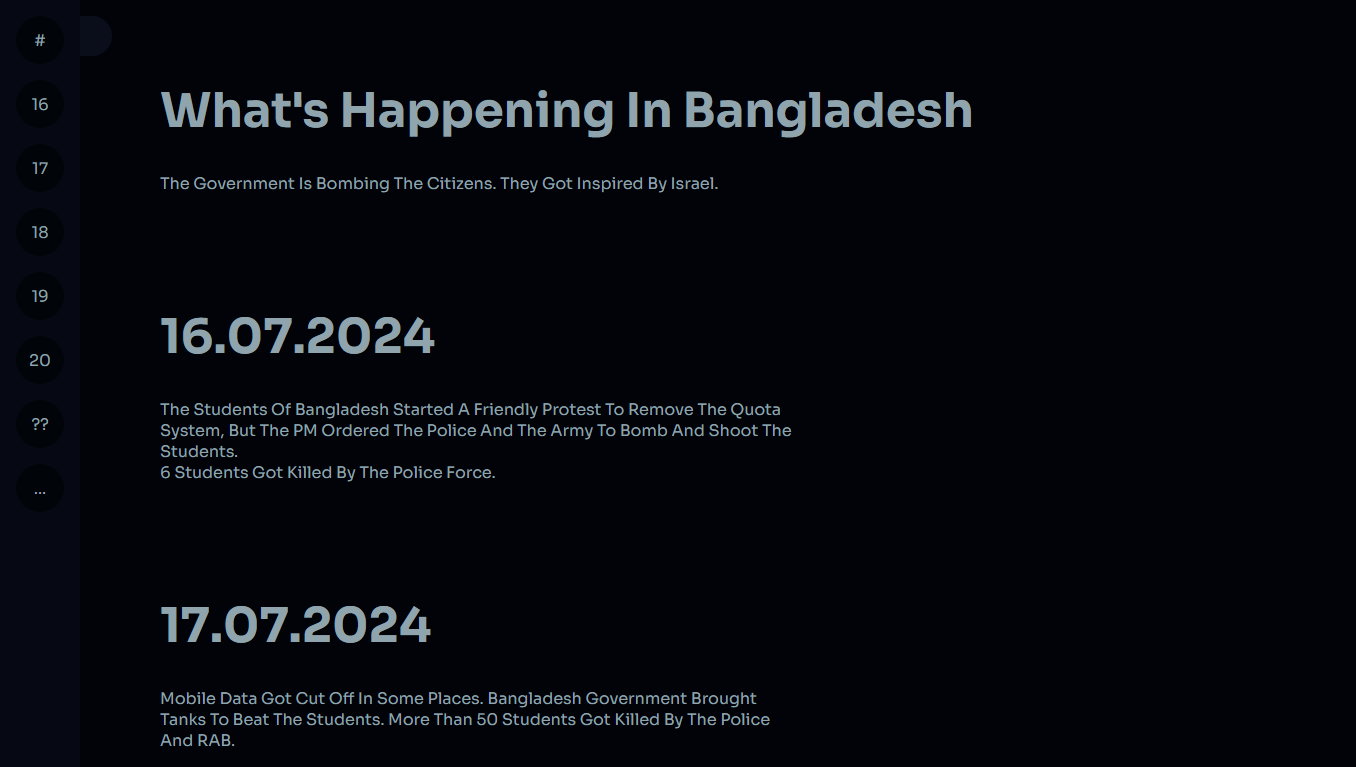 #
16
17
18
19
20
??
...
What's Happening In Bangladesh
The Government Is Bombing The Citizens. They Got Inspired By Israel.
16.07.2024
The Students Of Bangladesh Started A Friendly Protest To Remove The Quota
System, But The PM Ordered The Police And The Army To Bomb And Shoot The
Students.
6 Students Got Killed By The Police Force.
17.07.2024
Mobile Data Got Cut Off In Some Places. Bangladesh Government Brought
Tanks To Beat The Students. More Than 50 Students Got Killed By The Police
And RAB.